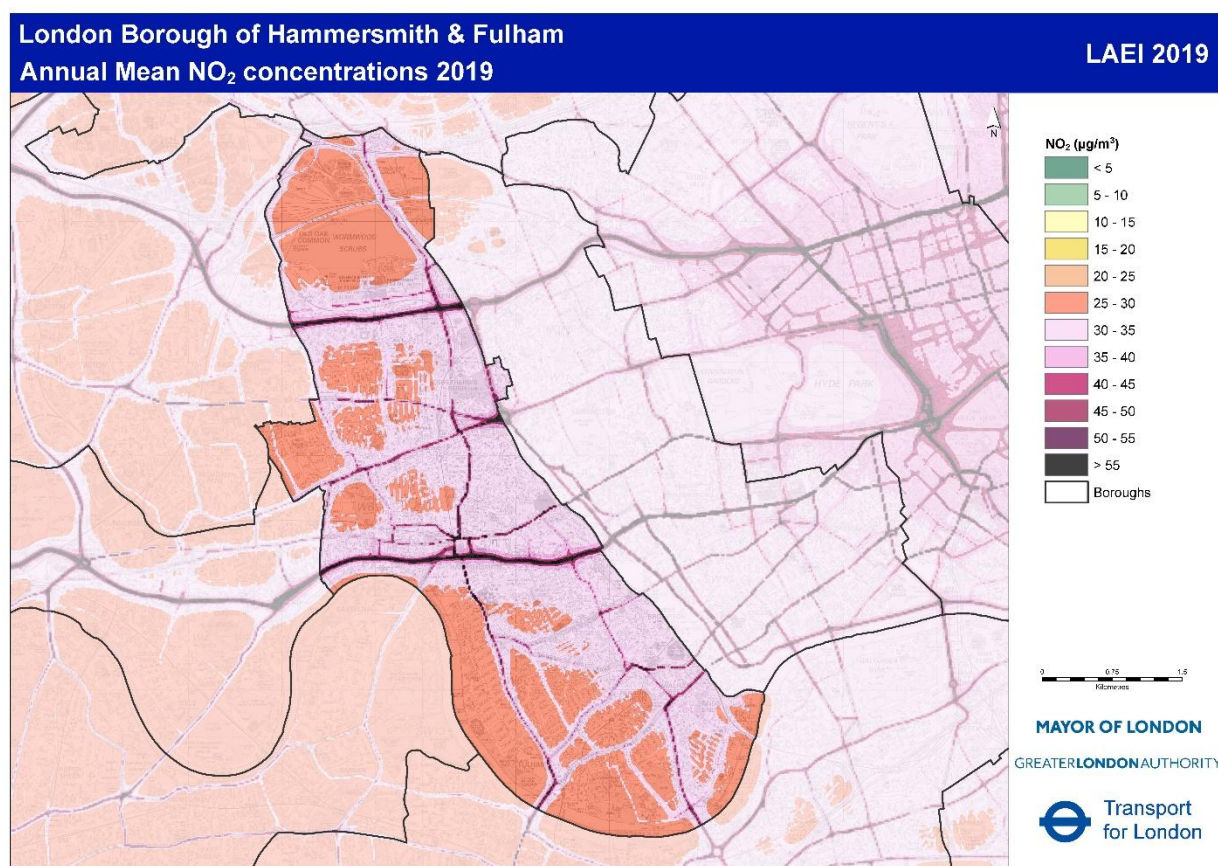 London Borough of Hammersmith & Fulham
Annual Mean NO₂ concentrations 2019
LAEI 2019
N
HYDE PARK
WORMWOOD
SCRUBS
NO₂ (µg/m³)
< 5
5 - 10
10 - 15
15 - 20
20 - 25
25 - 30
30 - 35
35 - 40
40 - 45
45 - 50
50 - 55
> 55
Boroughs
0 0.75 1.5
Kilometres
MAYOR OF LONDON
GREATERLONDONAUTHORITY
Transport
for London